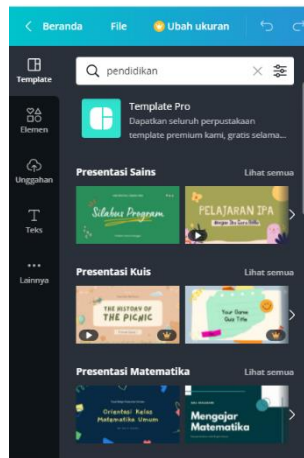 Beranda File Ubah ukuran
Template
pendidikan
Template Pro
Dapatkan seluruh perpustakaan
template premium kami, gratis selama...
Elemen
Unggahan
Teks
Lainnya
Presentasi Sains Lihat semua
Silabus Program
PELAJARAN IPA
Presentasi Kuis Lihat semua
THE HISTORY OF
THE PICNIC
Your Game
Quiz Title
Presentasi Matematika Lihat semua
Orientasi Kelas
Matematika Umum
Mengajar
Matematika